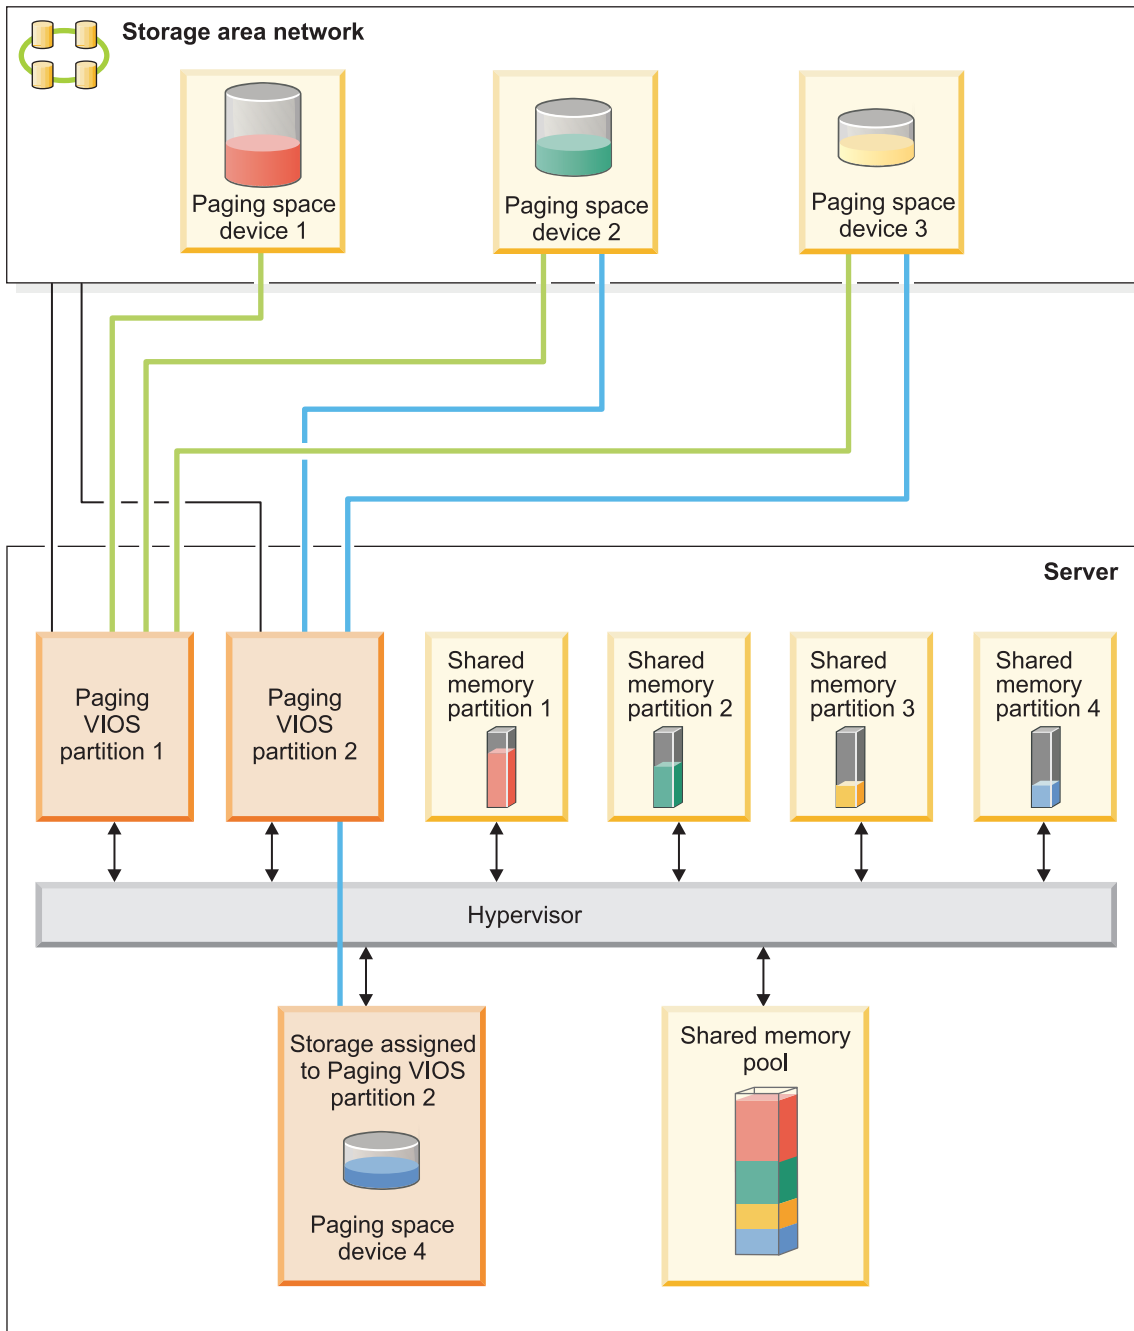 Storage area network
Paging space
device 1
Paging space
device 2
Paging space
device 3
Server
Paging
VIOS
partition 1
Paging
VIOS
partition 2
Shared
memory
partition 1
Shared
memory
partition 2
Shared
memory
partition 3
Shared
memory
partition 4
Hypervisor
Storage assigned
to Paging VIOS
partition 2
Paging space
device 4
Shared memory
pool